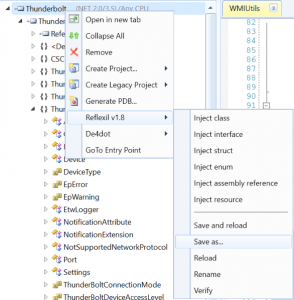 Thunderbolt (.NET 2.0/3.5)/Any CPU
Open in new tab
Collapse All
Remove
Create Project...
Create Legacy Project
Generate PDB...
Reflexil v1.8
De4dot
GoTo Entry Point
Inject class
Inject interface
Inject struct
Inject enum
Inject assembly reference
Inject resource
Save and reload
Save as...
Reload
Rename
Verify
WMIUtils
82
83
84
85
86
87
88
89
90
91
Thunde
Refe
<De
CSC
Thun
Thun
Thun
Device
DeviceType
EpError
EpWarning
EtwLogger
NotificationAttribute
NotificationExtension
NotSupportedNetworkProtocol
Port
Settings
ThunderBoltConnectionMode
ThunderBoltDeviceAccessLevel